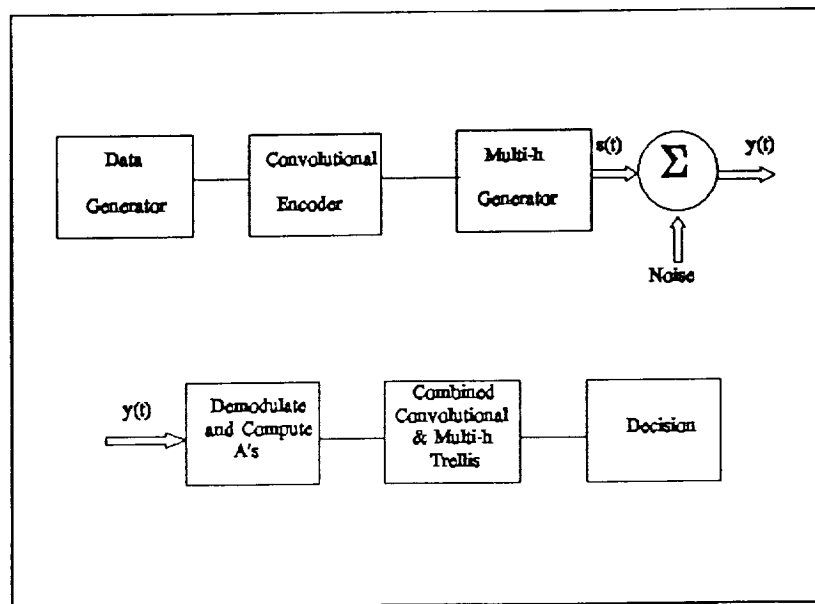 Data
Generator
Convolutional
Encoder
Multi-h
Generator
s(t)
Σ
y(t)
Noise
y(t)
Demodulate
and Compute
A's
Combined
Convolutional
& Multi-h
Trellis
Decision